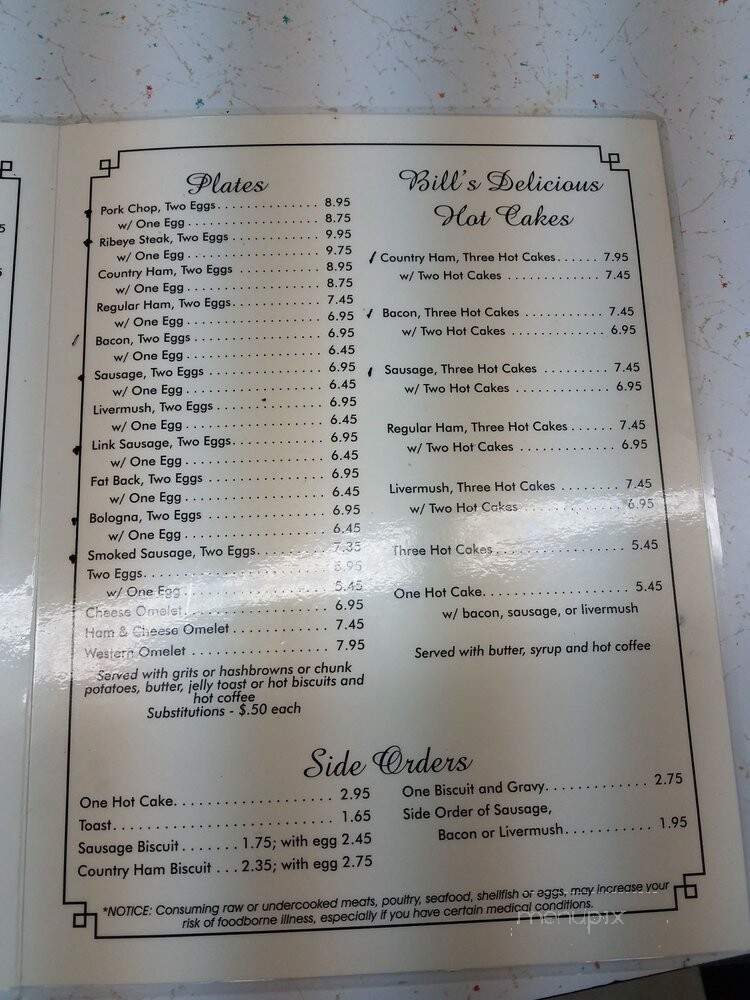 Plates
Pork Chop, Two Eggs . . . . . . . . . . . . . . 8.95
w/ One Egg . . . . . . . . . . . . . . . . . 8.75
Ribeye Steak, Two Eggs . . . . . . . . . . . . 9.95
w/ One Egg . . . . . . . . . . . . . . . . . 9.75
Country Ham, Two Eggs . . . . . . . . . . . . 8.95
w/ One Egg . . . . . . . . . . . . . . . . . 8.75
Regular Ham, Two Eggs . . . . . . . . . . . . 7.45
w/ One Egg . . . . . . . . . . . . . . . . . 6.95
Bacon, Two Eggs . . . . . . . . . . . . . . . . 6.95
w/ One Egg . . . . . . . . . . . . . . . . . 6.45
Sausage, Two Eggs . . . . . . . . . . . . . . . 6.95
w/ One Egg . . . . . . . . . . . . . . . . . 6.45
Livermush, Two Eggs . . . . . . . . . . . . . . 6.95
w/ One Egg . . . . . . . . . . . . . . . . . 6.45
Link Sausage, Two Eggs . . . . . . . . . . . . 6.95
w/ One Egg . . . . . . . . . . . . . . . . . 6.45
Fat Back, Two Eggs . . . . . . . . . . . . . . . 6.95
w/ One Egg . . . . . . . . . . . . . . . . . 6.45
Bologna, Two Eggs . . . . . . . . . . . . . . . 6.95
w/ One Egg . . . . . . . . . . . . . . . . . 6.45
Smoked Sausage, Two Eggs . . . . . . . . . 7.35
Two Eggs . . . . . . . . . . . . . . . . . . . . .
w/ One Egg . . . . . . . . . . . . . . . . . 5.45
Cheese Omelet . . . . . . . . . . . . . . . . . 6.95
Ham & Cheese Omelet . . . . . . . . . . . . 7.45
Western Omelet . . . . . . . . . . . . . . . . 7.95
Served with grits or hashbrowns or chunk
potatoes, butter, jelly toast or hot biscuits and
hot coffee
Substitutions - $.50 each
Bill's Delicious
Hot Cakes
Country Ham, Three Hot Cakes . . . . . . 7.95
w/ Two Hot Cakes . . . . . . . . . . . . 7.45
Bacon, Three Hot Cakes . . . . . . . . . . . 7.45
w/ Two Hot Cakes . . . . . . . . . . . . 6.95
Sausage, Three Hot Cakes . . . . . . . . . 7.45
w/ Two Hot Cakes . . . . . . . . . . . . 6.95
Regular Ham, Three Hot Cakes . . . . . . 7.45
w/ Two Hot Cakes . . . . . . . . . . . . 6.95
Livermush, Three Hot Cakes . . . . . . . . 7.45
w/ Two Hot Cakes . . . . . . . . . . . . 6.95
Three Hot Cakes . . . . . . . . . . . . . . . . 5.45
One Hot Cake . . . . . . . . . . . . . . . . . . 5.45
w/ bacon, sausage, or livermush
Served with butter, syrup and hot coffee
Side Orders
One Hot Cake . . . . . . . . . . . . . . . . . . 2.95
Toast . . . . . . . . . . . . . . . . . . . . . . . . . 1.65
Sausage Biscuit . . . . . . . 1.75; with egg 2.45
Country Ham Biscuit . . . 2.35; with egg 2.75
One Biscuit and Gravy . . . . . . . . . . . . 2.75
Side Order of Sausage,
Bacon or Livermush . . . . . . . . . . . 1.95
*NOTICE: Consuming raw or undercooked meats, poultry, seafood, shellfish or eggs, may increase your
risk of foodborne illness, especially if you have certain medical conditions.
menupix